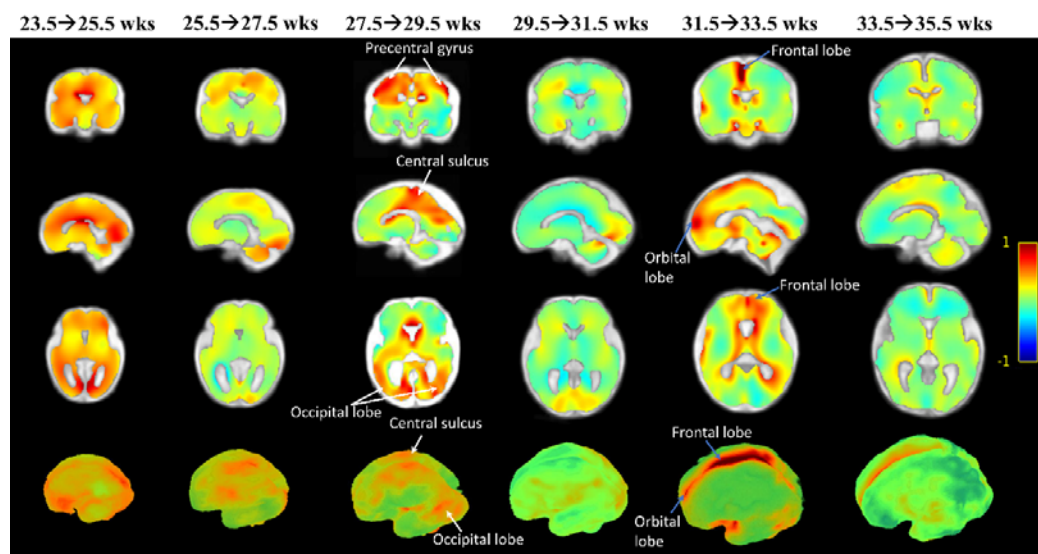 23.5→25.5 wks
25.5→27.5 wks
27.5→29.5 wks
29.5→31.5 wks
31.5→33.5 wks
33.5→35.5 wks
Precentral gyrus
Frontal lobe
Central sulcus
Orbital
lobe
1
-1
Frontal lobe
Occipital lobe
Central sulcus
Frontal lobe
Orbital
lobe
Occipital lobe